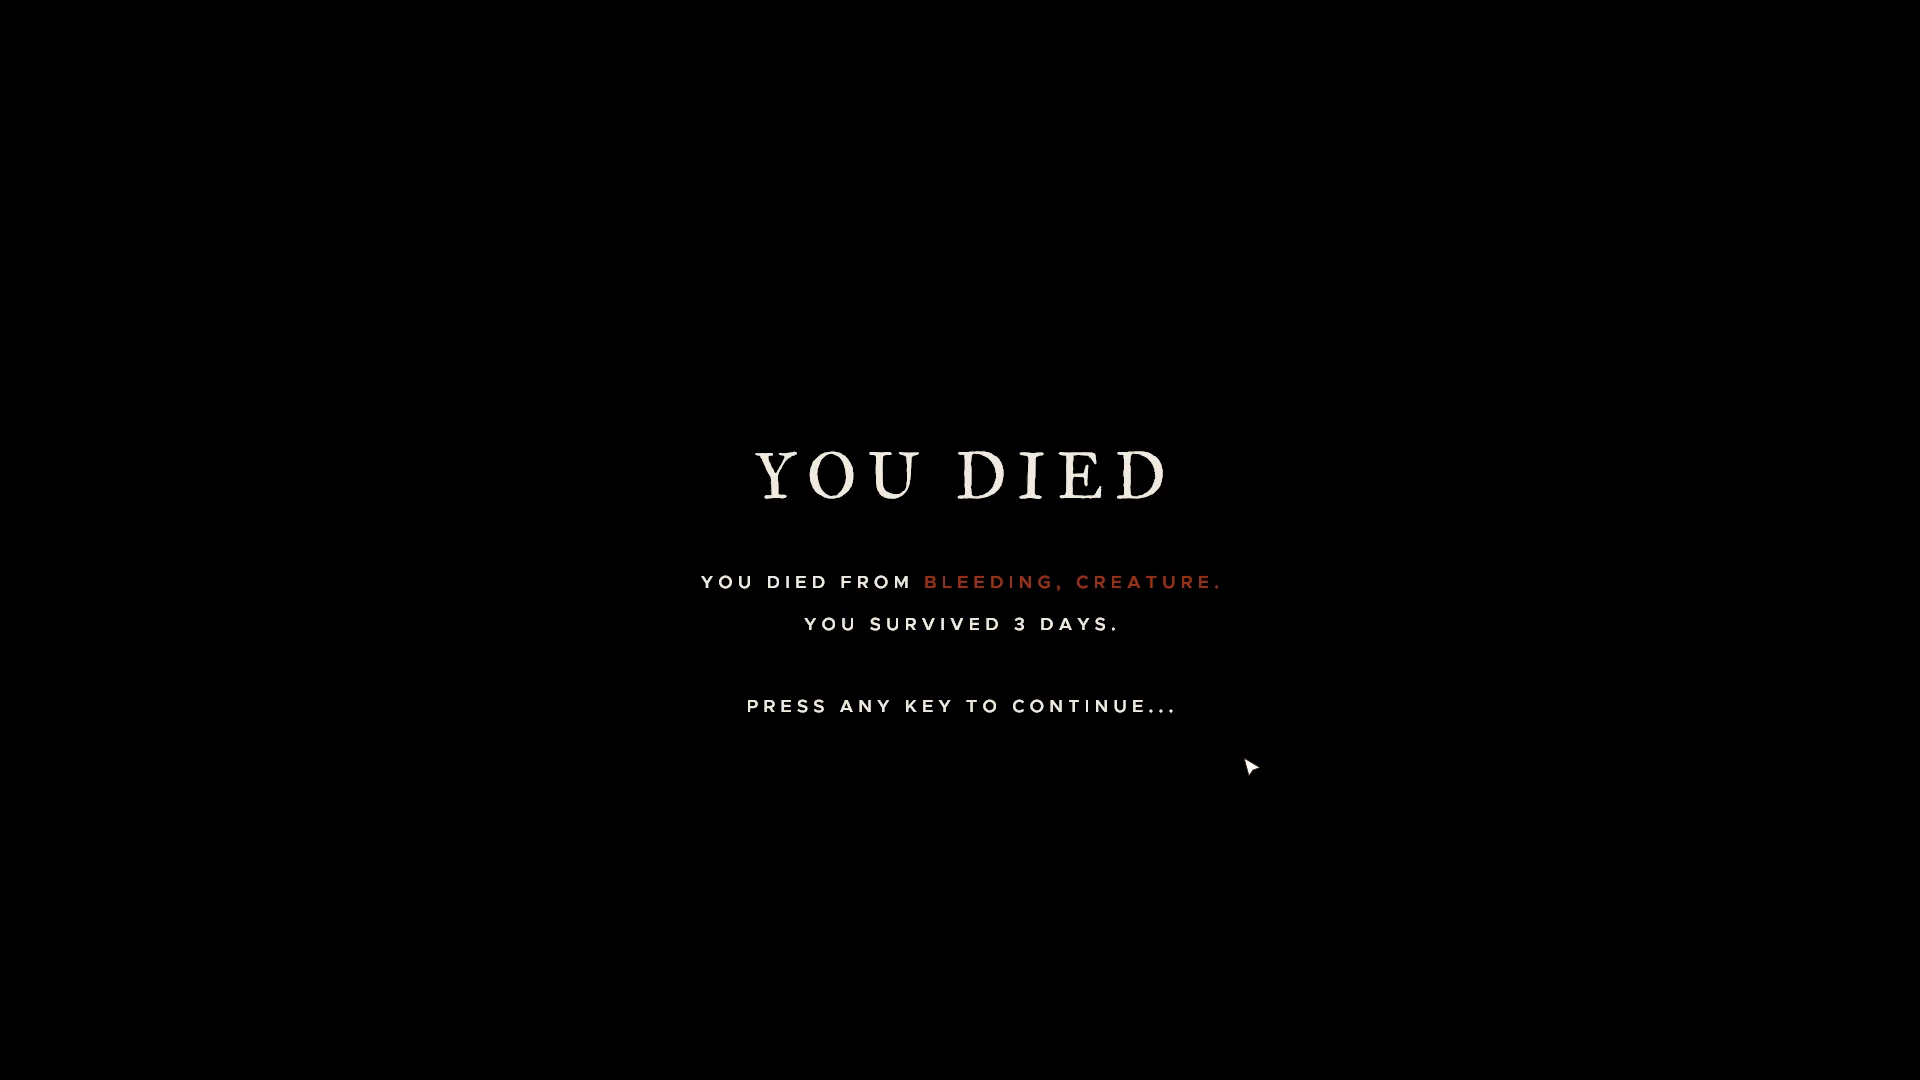 YOU DIED
YOU DIED FROM BLEEDING, CREATURE.
YOU SURVIVED 3 DAYS.
PRESS ANY KEY TO CONTINUE...